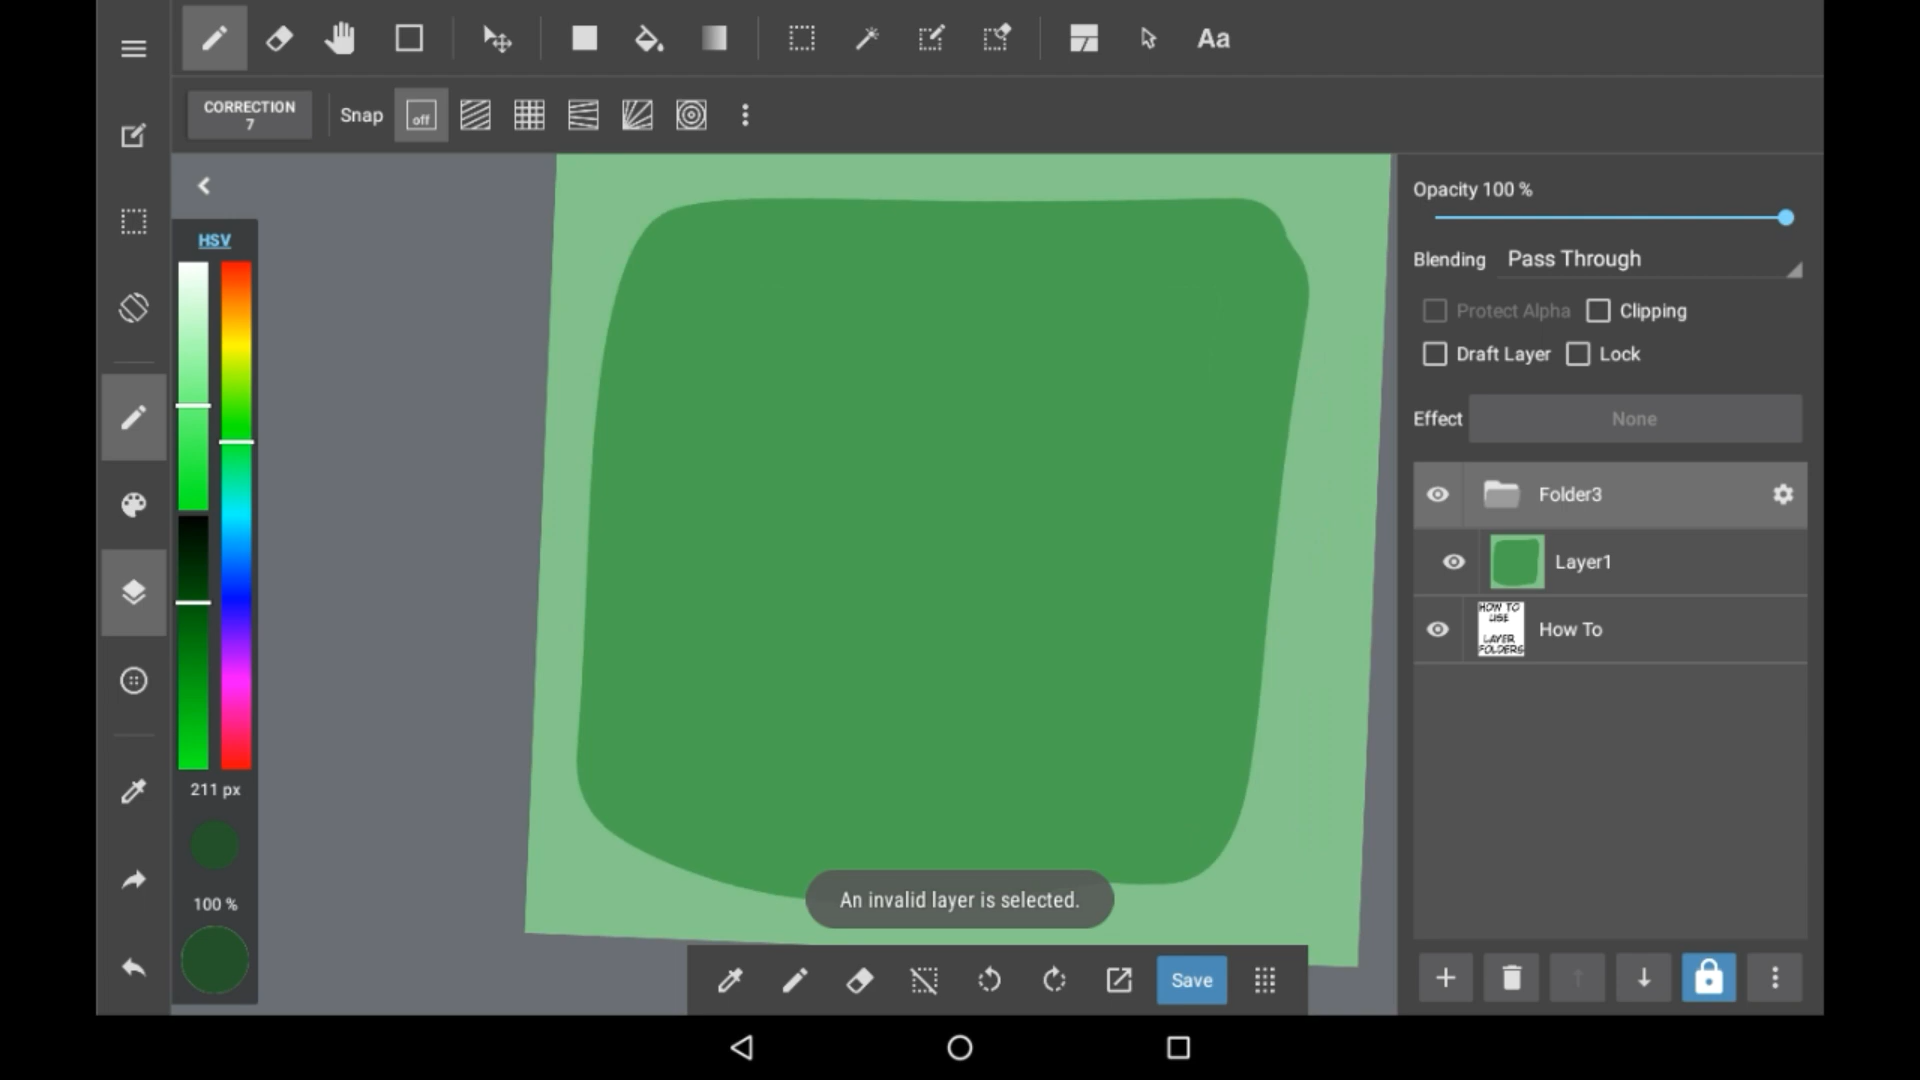 Aa
CORRECTION
7
Snap
off
HSV
211 px
100 %
An invalid layer is selected.
Save
Opacity 100 %
Blending Pass Through
Protect Alpha Clipping
Draft Layer Lock
Effect None
Folder3
Layer1
HOW TO
USE
LAYER
FOLDERS
How To